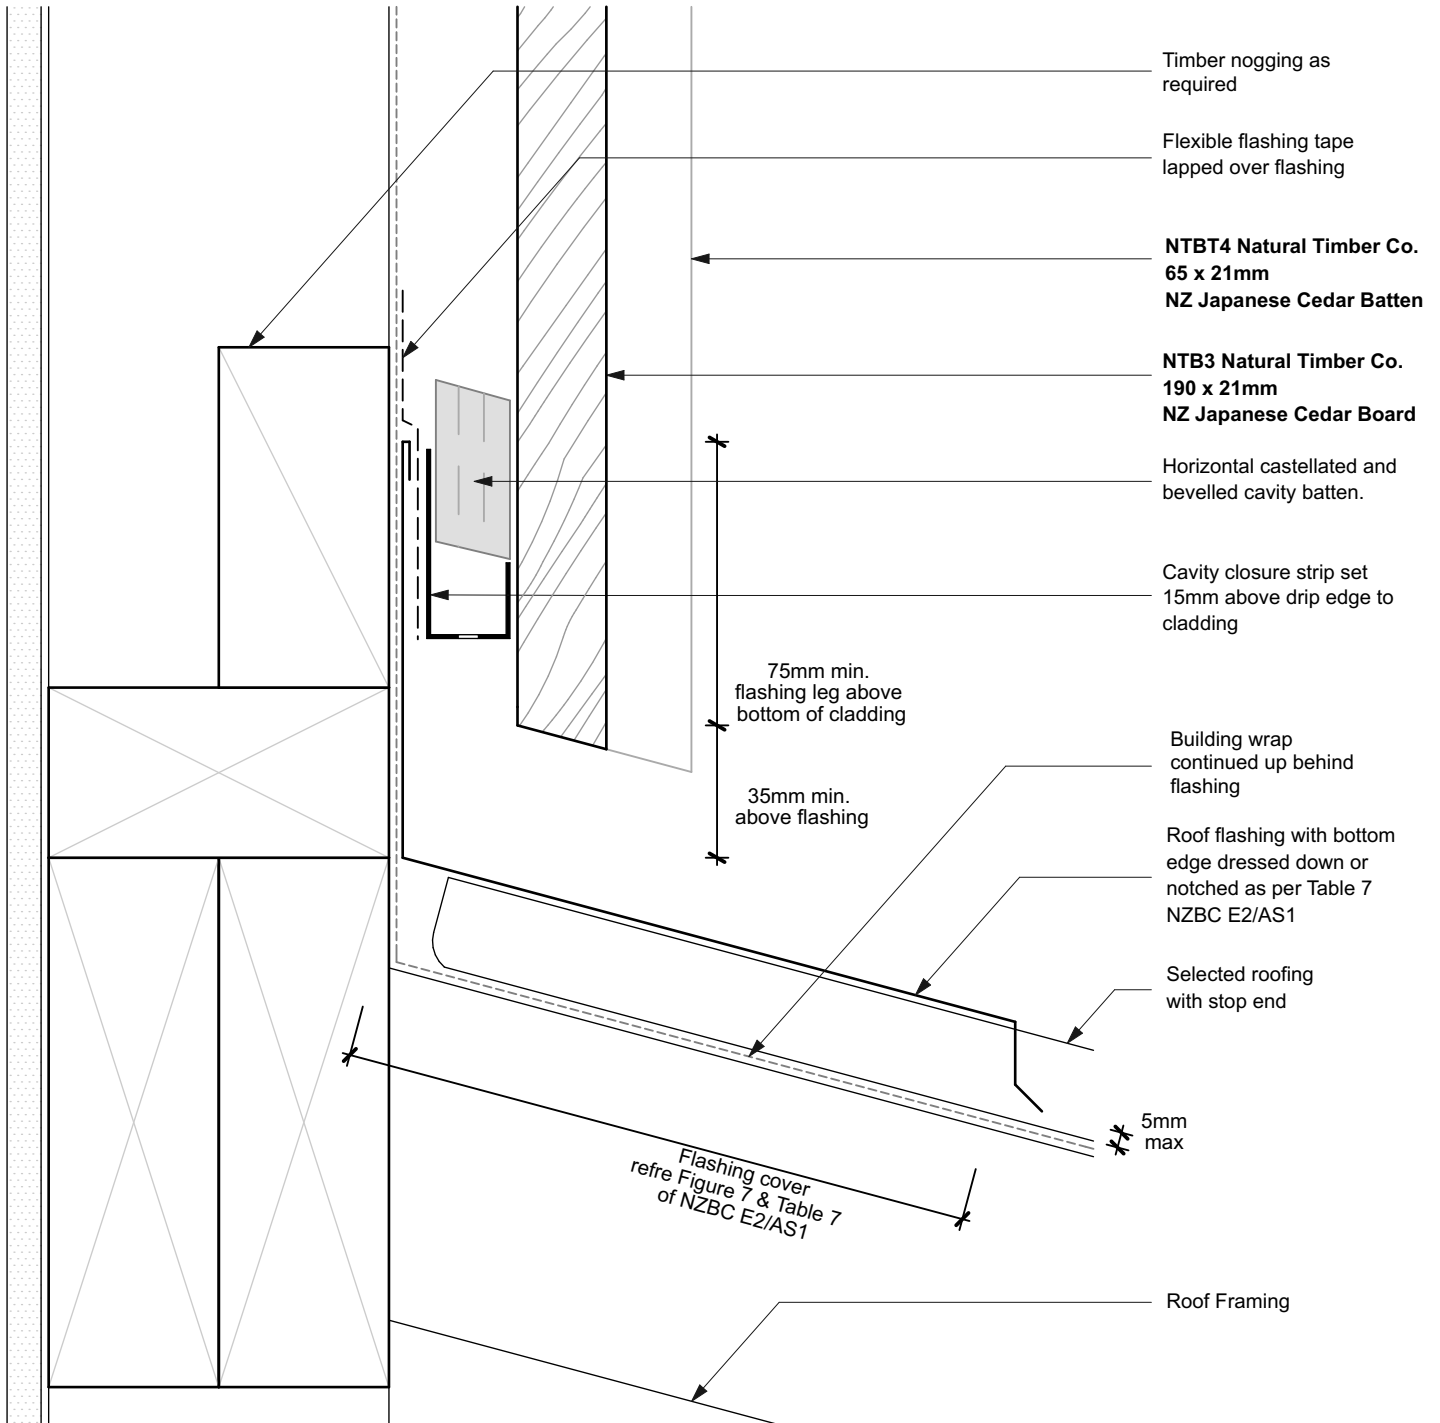 Timber nogging as
required
Flexible flashing tape
lapped over flashing
NTBT4 Natural Timber Co.
65 x 21mm
NZ Japanese Cedar Batten
NTB3 Natural Timber Co.
190 x 21mm
NZ Japanese Cedar Board
Horizontal castellated and
bevelled cavity batten.
Cavity closure strip set
15mm above drip edge to
cladding
75mm min.
flashing leg above
bottom of cladding
35mm min.
above flashing
Building wrap
continued up behind
flashing
Roof flashing with bottom
edge dressed down or
notched as per Table 7
NZBC E2/AS1
Selected roofing
with stop end
5mm
max
Flashing cover
refre Figure 7 & Table 7
of NZBC E2/AS1
Roof Framing